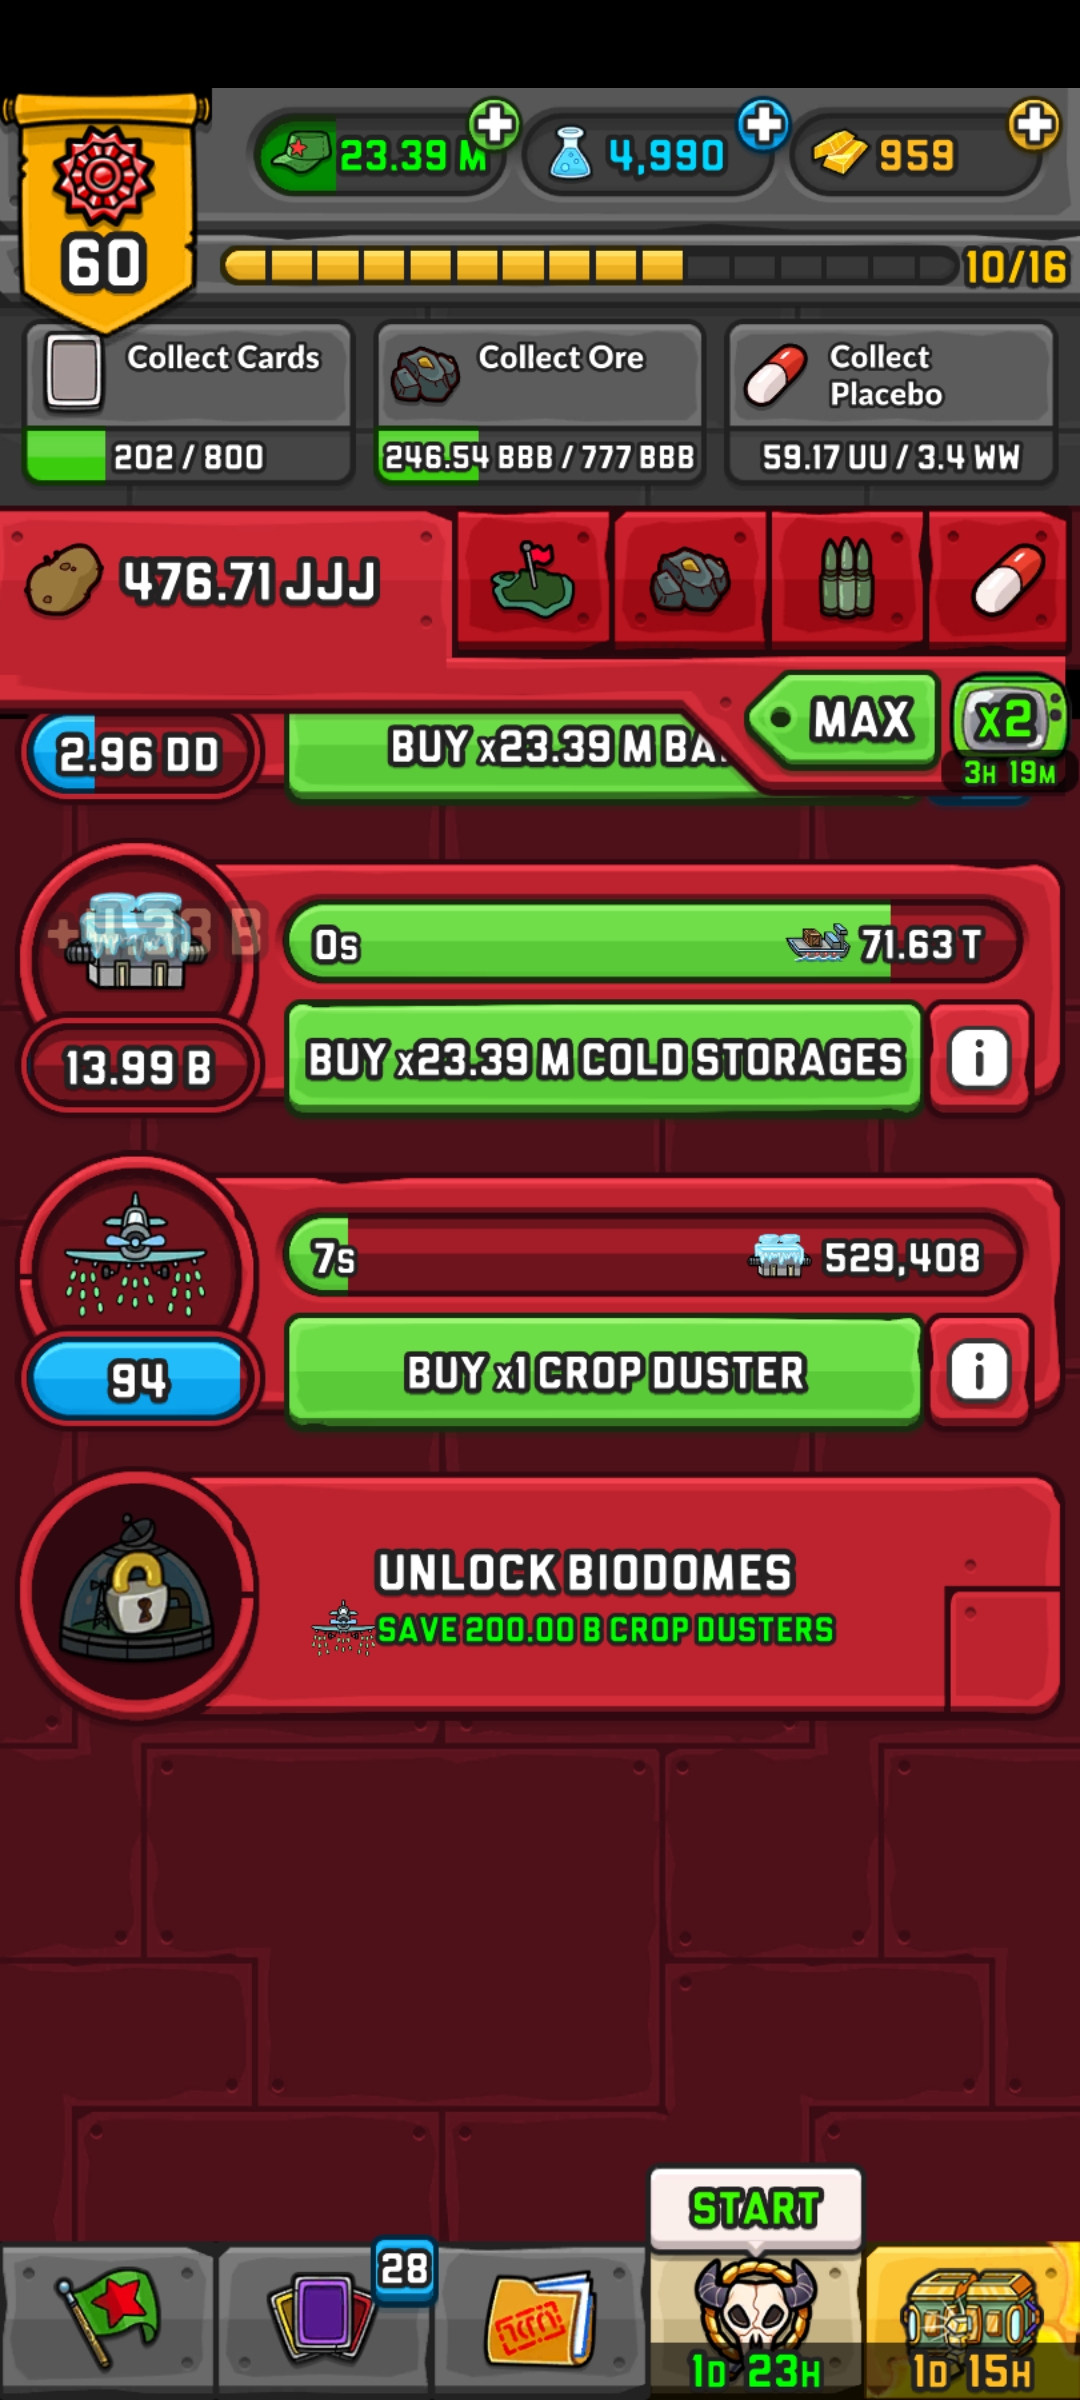 23.39 M
4,990
959
60
10/16
Collect Cards
Collect Ore
Collect
Placebo
202 / 800
246.54 BBB / 777 BBB
59.17 UU / 3.4 WW
476.71 JJJ
MAX
x2
3H 19M
2.96 DD
BUY x23.39 M BA
0s
71.63 T
13.99 B
BUY x23.39 M COLD STORAGES
i
7s
529,408
94
BUY x1 CROP DUSTER
i
UNLOCK BIODOMES
SAVE 200.00 B CROP DUSTERS
START
28
1D 23H
1D 15H